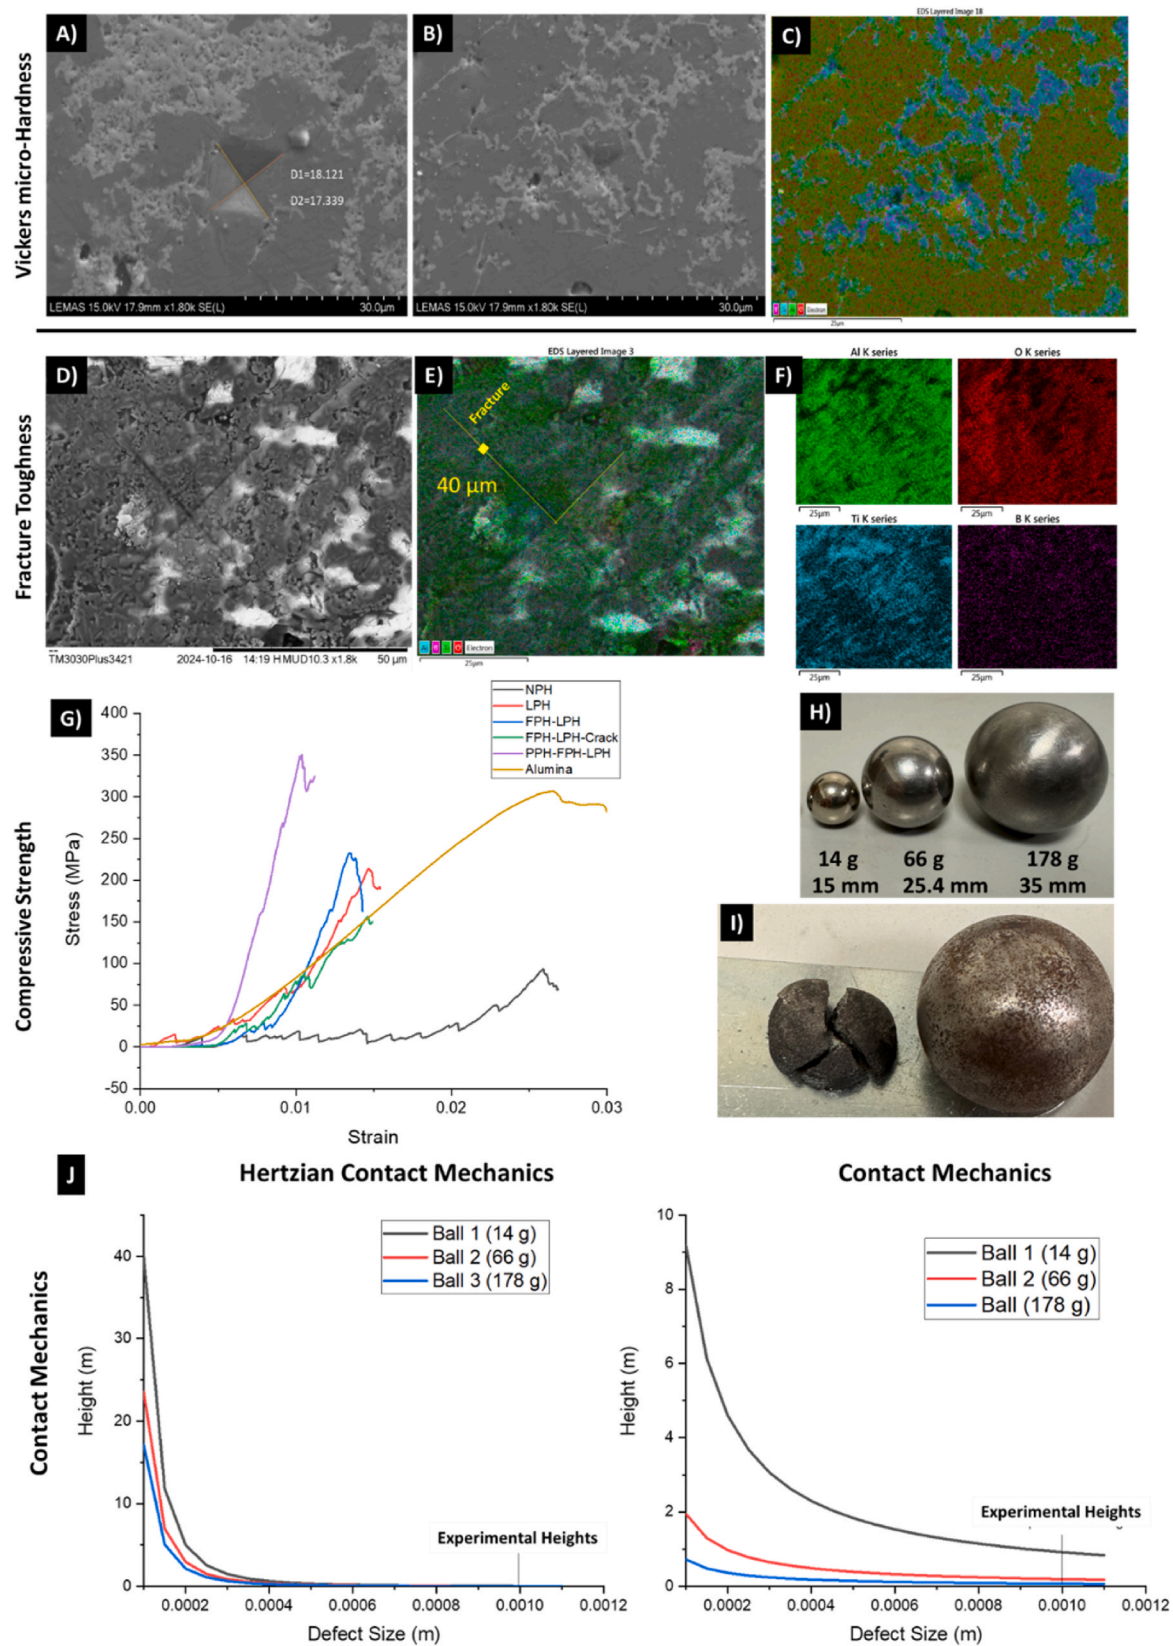 Vickers micro-Hardness
A)
D1=18.121
D2=17.339
LEMAS 15.0kV 17.9mm x1.80k SE(L)
30.0µm
B)
LEMAS 15.0kV 17.9mm x1.80k SE(L)
30.0µm
EDS Layered Image 18
C)
Electron
25µm
Fracture Toughness
D)
TM3030Plus3421
2024-10-16
14:19 H
MUD10.3 x1.8k
50 µm
EDS Layered Image 3
E)
Fracture
40 µm
Electron
25µm
F)
Al K series
25µm
O K series
25µm
Ti K series
25µm
B K series
25µm
Compressive Strength
G)
NPH
LPH
FPH-LPH
FPH-LPH-Crack
PPH-FPH-LPH
Alumina
400
350
300
250
200
150
100
50
0
-50
Stress (MPa)
0.00
0.01
0.02
0.03
Strain
H)
14 g
66 g
178 g
15 mm
25.4 mm
35 mm
I)
J
Contact Mechanics
Hertzian Contact Mechanics
Ball 1 (14 g)
Ball 2 (66 g)
Ball 3 (178 g)
40
30
20
10
0
Height (m)
Experimental Heights
0.0002
0.0004
0.0006
0.0008
0.0010
0.0012
Defect Size (m)
Contact Mechanics
Ball 1 (14 g)
Ball 2 (66 g)
Ball (178 g)
10
8
6
4
2
0
Height (m)
Experimental Heights
0.0002
0.0004
0.0006
0.0008
0.0010
0.0012
Defect Size (m)